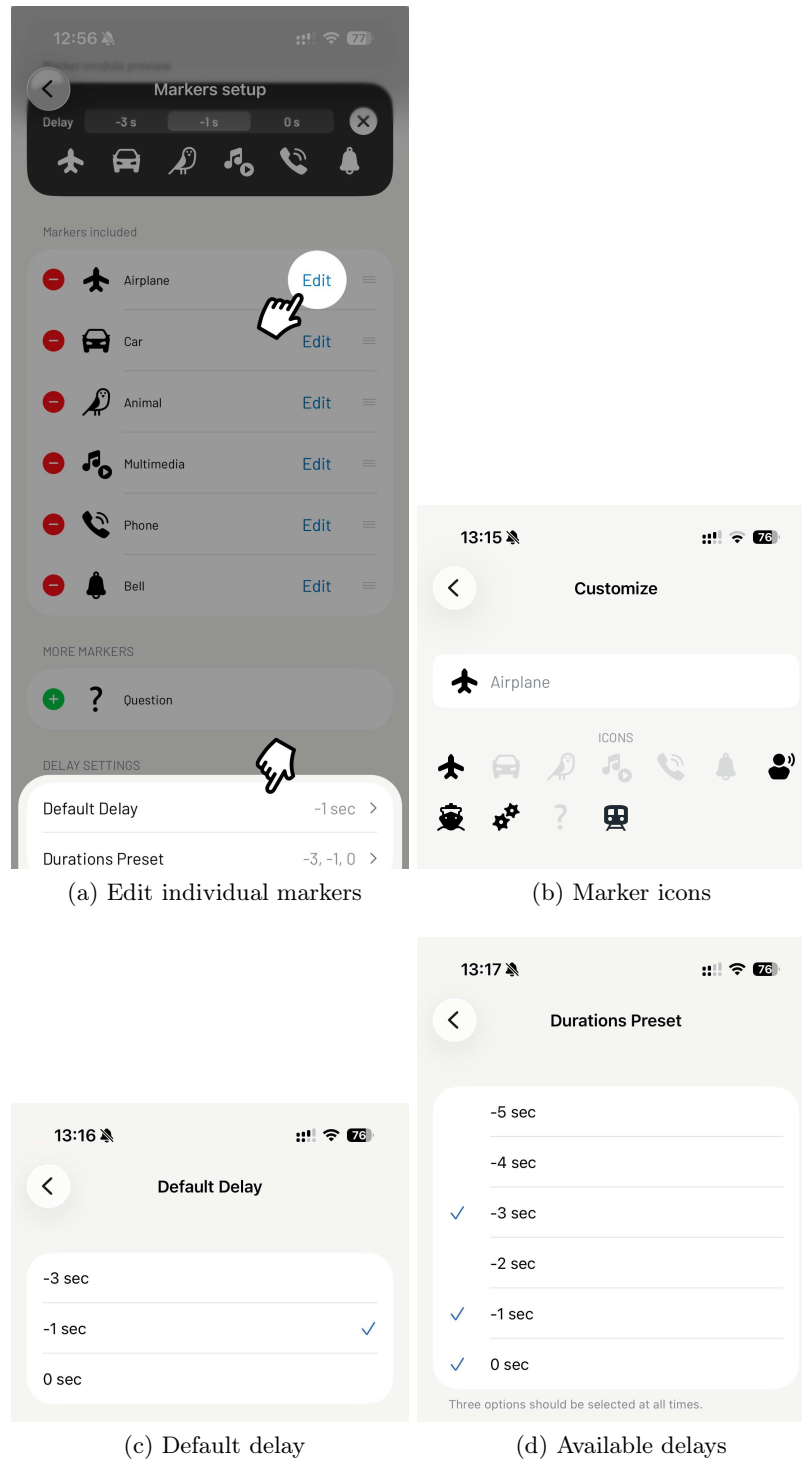 12:56
77
Marker module preview
Markers setup
Delay -3 s -1 s 0 s
Markers included
Airplane Edit
Car Edit
Animal Edit
Multimedia Edit
Phone Edit
Bell Edit
MORE MARKERS
? Question
DELAY SETTINGS
Default Delay -1 sec
Durations Preset -3, -1, 0
(a) Edit individual markers
13:15
76
Customize
Airplane
ICONS
?
(b) Marker icons
13:16
76
Default Delay
-3 sec
-1 sec
0 sec
(c) Default delay
13:17
76
Durations Preset
-5 sec
-4 sec
-3 sec
-2 sec
-1 sec
0 sec
Three options should be selected at all times.
(d) Available delays